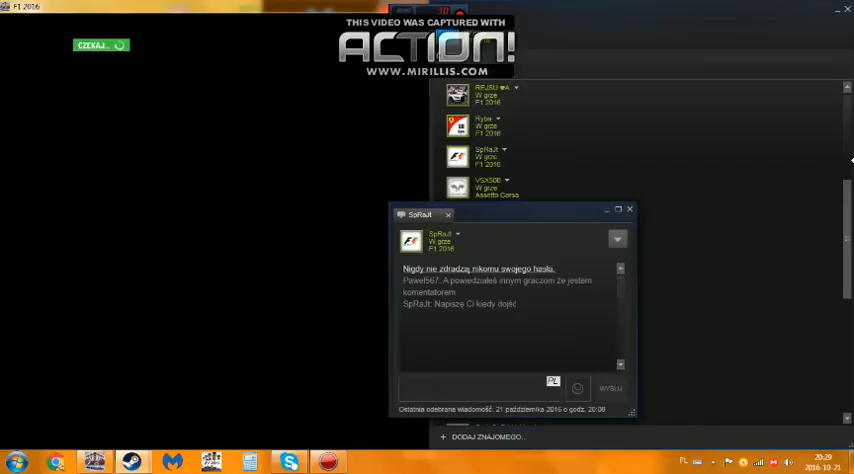 F1 2016
CZEKAJ...
THIS VIDEO WAS CAPTURED WITH
ACTION!
WWW.MIRILLIS.COM
W grze
F1 2016
Ryba
W grze
F1 2016
SpRaJt
W grze
F1 2016
VSX500
W grze
Assetto Corsa
SpRaJt
SpRaJt
W grze
F1 2016
Nigdy nie zdradzaj nikomu swojego hasła.
Paweł567: A powiedziałeś innym graczom że jestem
komentatorem
SpRaJt: Napiszę Ci kiedy dojść
PL
WYŚLIJ
Ostatnia odebrana wiadomość: 21 października 2016 o godz. 20:00
+ DODAJ ZNAJOMEGO...
PL
20:29
2016-10-21